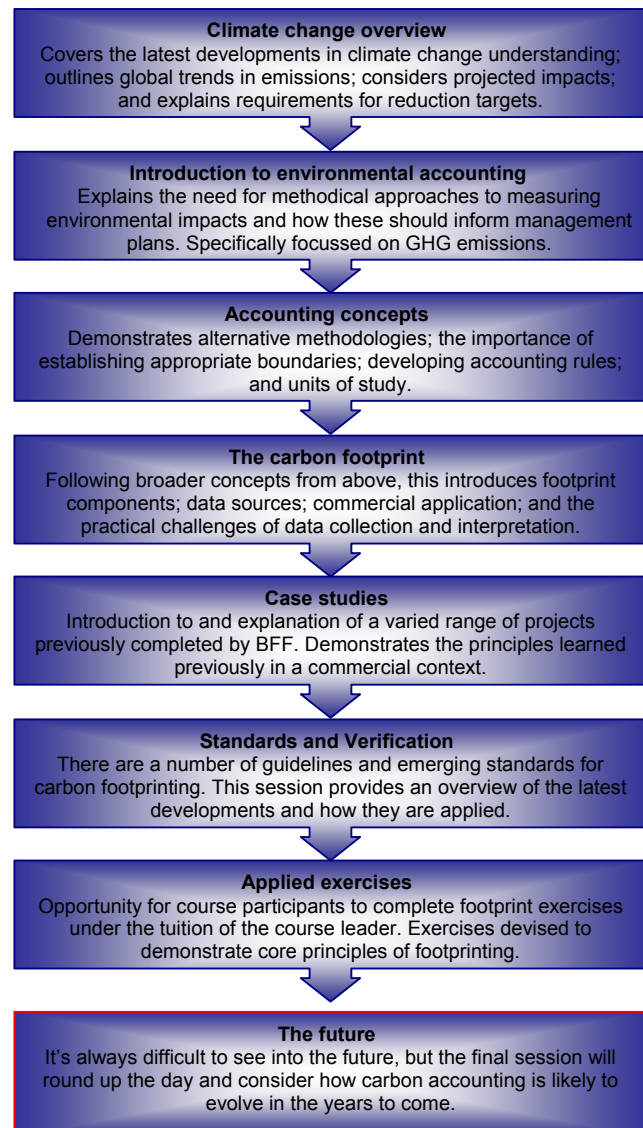 Climate change overview
Covers the latest developments in climate change understanding;
outlines global trends in emissions; considers projected impacts;
and explains requirements for reduction targets.
Introduction to environmental accounting
Explains the need for methodical approaches to measuring
environmental impacts and how these should inform management
plans. Specifically focussed on GHG emissions.
Accounting concepts
Demonstrates alternative methodologies; the importance of
establishing appropriate boundaries; developing accounting rules;
and units of study.
The carbon footprint
Following broader concepts from above, this introduces footprint
components; data sources; commercial application; and the
practical challenges of data collection and interpretation.
Case studies
Introduction to and explanation of a varied range of projects
previously completed by BFF. Demonstrates the principles learned
previously in a commercial context.
Standards and Verification
There are a number of guidelines and emerging standards for
carbon footprinting. This session provides an overview of the latest
developments and how they are applied.
Applied exercises
Opportunity for course participants to complete footprint exercises
under the tuition of the course leader. Exercises devised to
demonstrate core principles of footprinting.
The future
It's always difficult to see into the future, but the final session will
round up the day and consider how carbon accounting is likely to
evolve in the years to come.